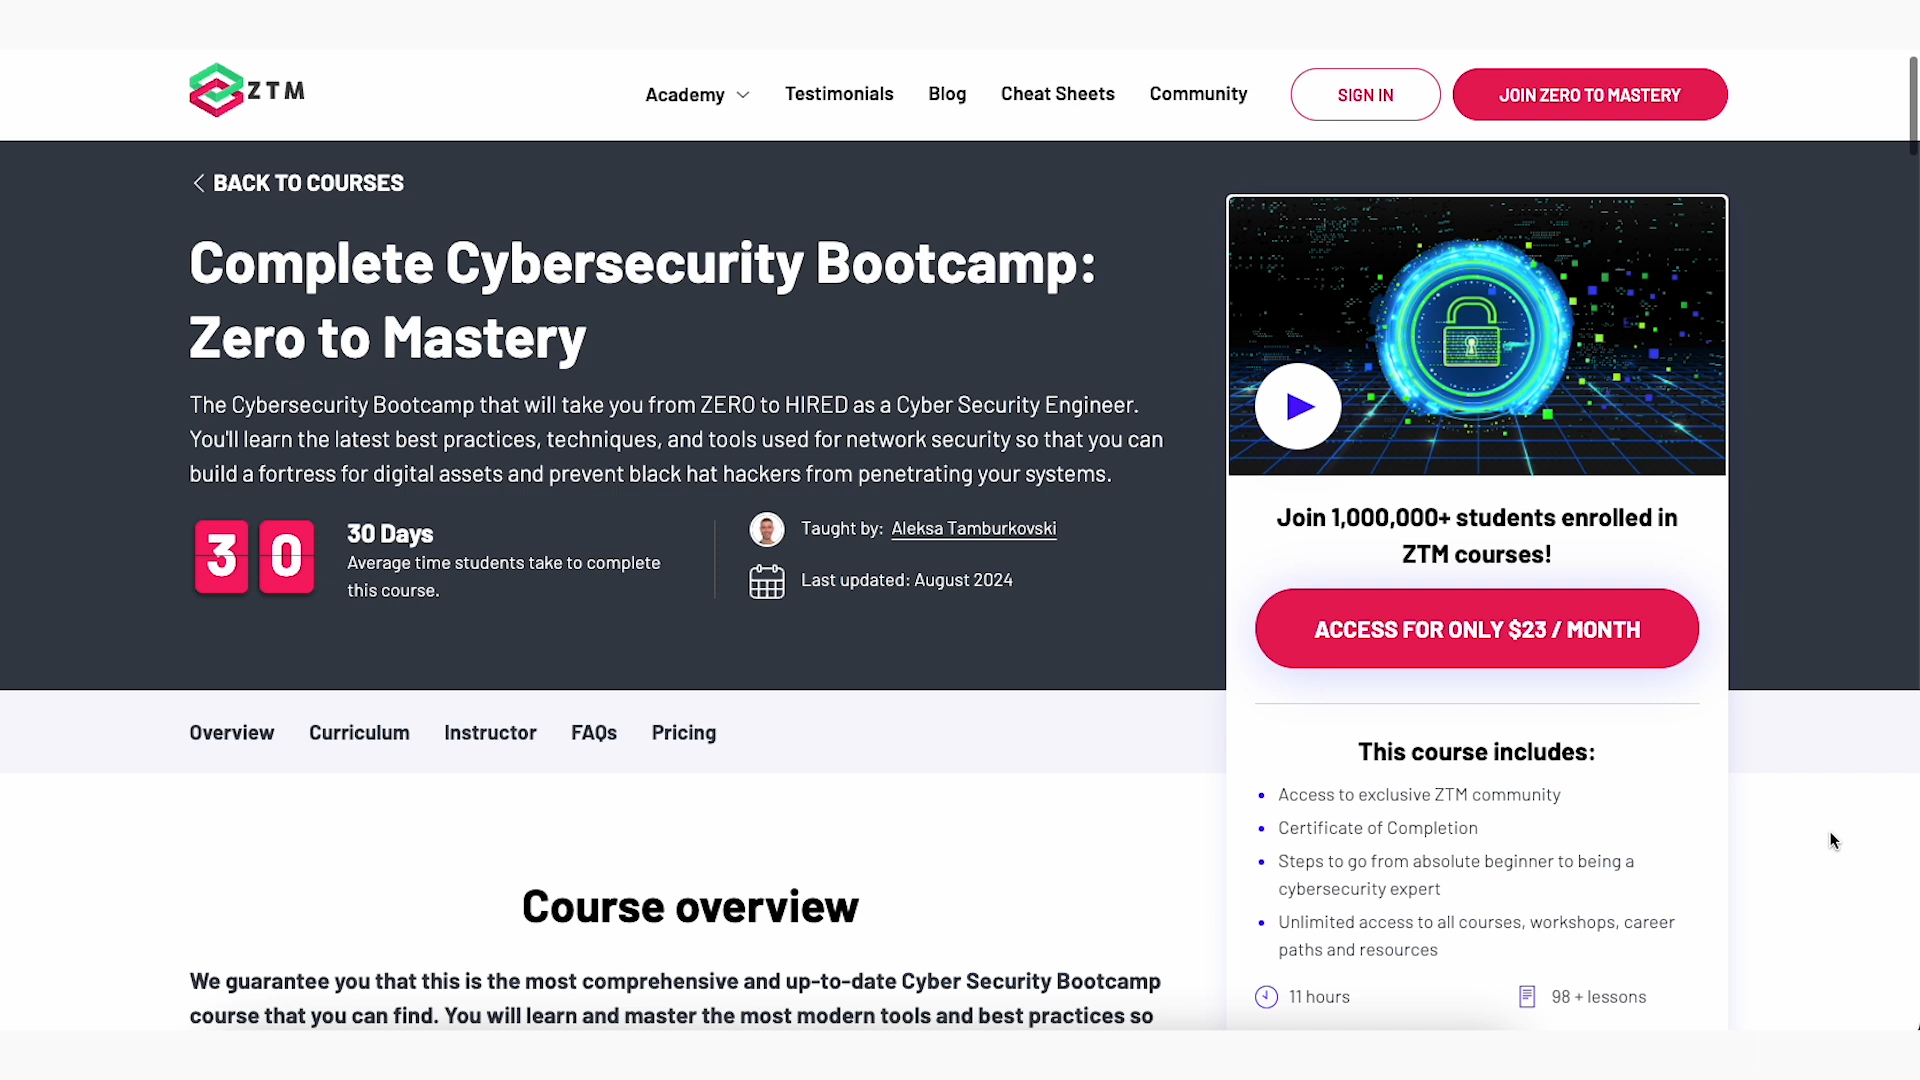 ZTM
Academy
Testimonials
Blog
Cheat Sheets
Community
SIGN IN
JOIN ZERO TO MASTERY
BACK TO COURSES
Complete Cybersecurity Bootcamp:
Zero to Mastery
The Cybersecurity Bootcamp that will take you from ZERO to HIRED as a Cyber Security Engineer.
You'll learn the latest best practices, techniques, and tools used for network security so that you can
build a fortress for digital assets and prevent black hat hackers from penetrating your systems.
30
30 Days
Average time students take to complete
this course.
Taught by: Aleksa Tamburkovski
Last updated: August 2024
Join 1,000,000+ students enrolled in
ZTM courses!
ACCESS FOR ONLY $23 / MONTH
This course includes:
Access to exclusive ZTM community
Certificate of Completion
Steps to go from absolute beginner to being a
cybersecurity expert
Unlimited access to all courses, workshops, career
paths and resources
11 hours
98 + lessons
Overview
Curriculum
Instructor
FAQs
Pricing
Course overview
We guarantee you that this is the most comprehensive and up-to-date Cyber Security Bootcamp
course that you can find. You will learn and master the most modern tools and best practices so